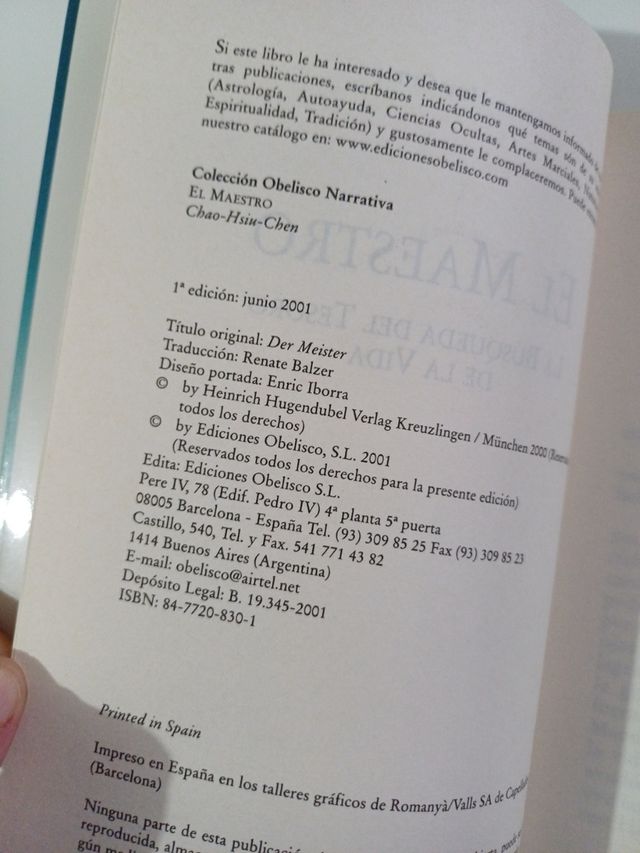 Si este libro le ha interesado y desea que le mantengamos informado
tras publicaciones, escríbanos indicándonos qué temas són de
(Astrología, Autoayuda, Ciencias Ocultas, Artes Marciales,
Espiritualidad, Tradición) y gustosamente le complaceremos. Puede
nuestro catálogo en: www.edicionesobelisco.com
Colección Obelisco Narrativa
EL MAESTRO
Chao-Hsiu-Chen
1ª edición: junio 2001
Título original: Der Meister
Traducción: Renate Balzer
Diseño portada: Enric Iborra
© by Heinrich Hugendubel Verlag Kreuzlingen / München 2000
todos los derechos)
© by Ediciones Obelisco, S.L. 2001
(Reservados todos los derechos para la presente edición)
Edita: Ediciones Obelisco S.L.
Pere IV, 78 (Edif. Pedro IV) 4ª planta 5ª puerta
08005 Barcelona - España Tel. (93) 309 85 25 Fax (93) 309 85 23
Castillo, 540, Tel. y Fax. 541 771 43 82
1414 Buenos Aires (Argentina)
E-mail: obelisco@airtel.net
Depósito Legal: B. 19.345-2001
ISBN: 84-7720-830-1
Printed in Spain
Impreso en España en los talleres gráficos de Romanyà/Valls SA de
(Barcelona)
Ninguna parte de esta publicación
reproducida,